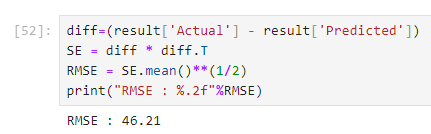 [52]: diff=(result['Actual'] - result['Predicted'])
SE = diff * diff.T
RMSE = SE.mean()**(1/2)
print("RMSE : %.2f"%RMSE)
RMSE : 46.21